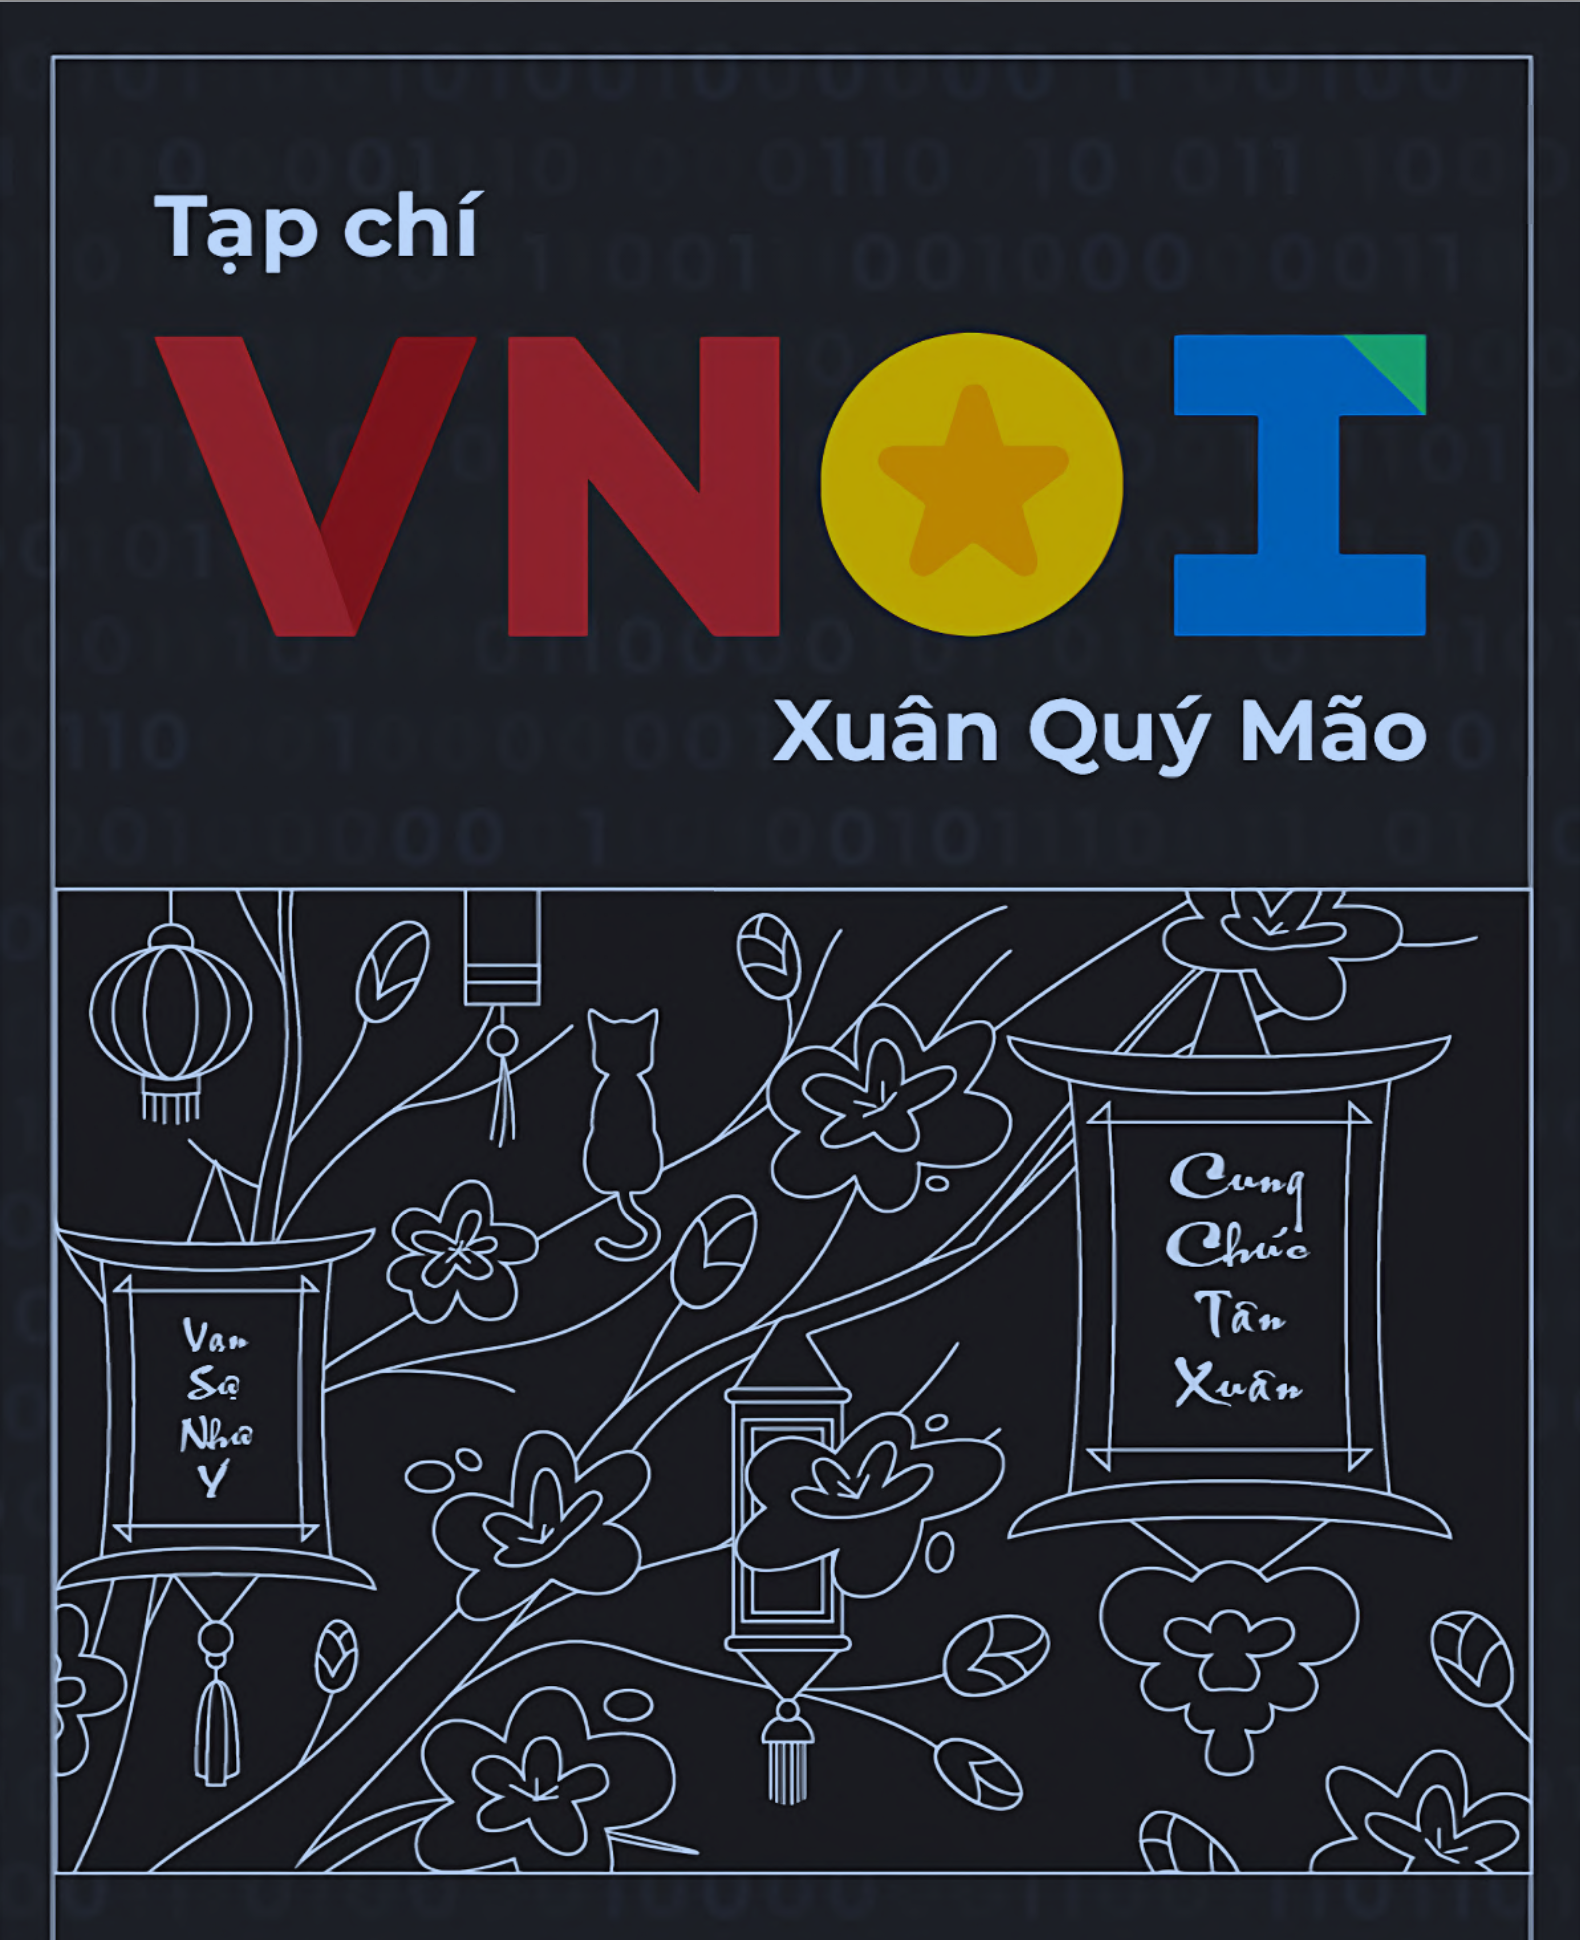 Tạp chí
VNOI
Xuân Quý Mão
Cung
Chúc
Tân
Xuân
Vạn
Sự
Như
Ý